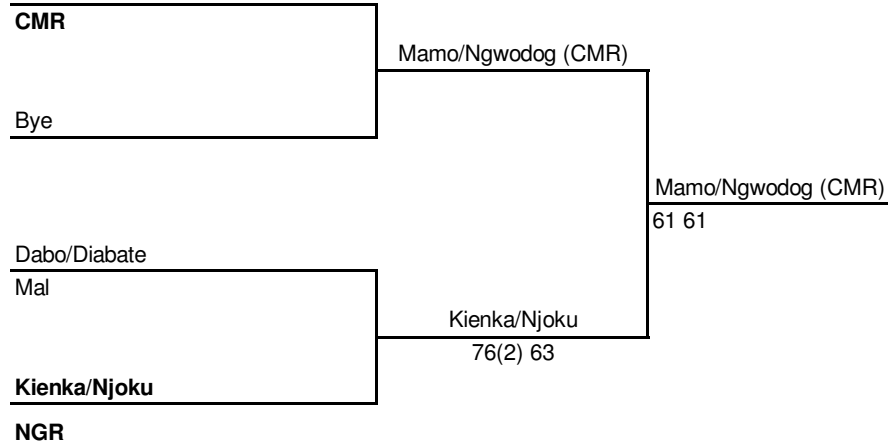 CMR
Mamo/Ngwodog (CMR)
Bye
Mamo/Ngwodog (CMR)
61 61
Dabo/Diabate
Mal
Kienka/Njoku
76(2) 63
Kienka/Njoku
NGR